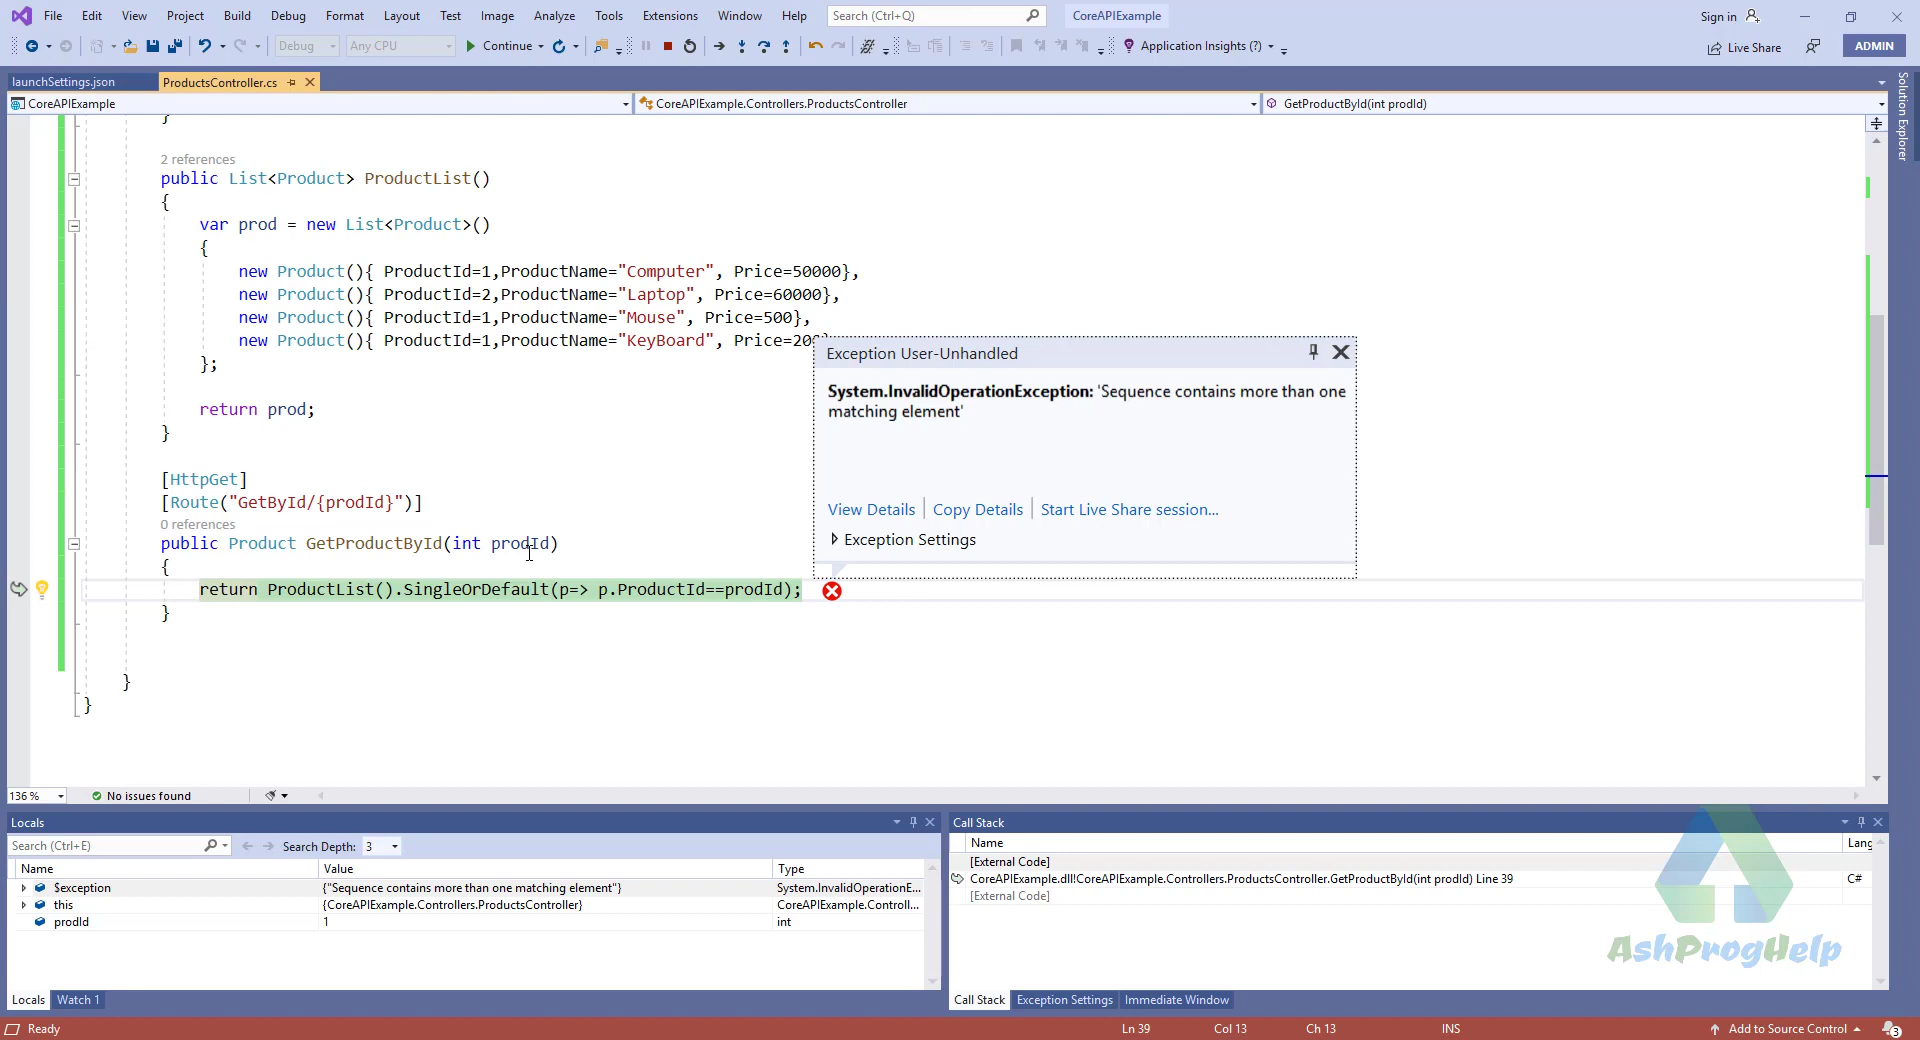 File Edit View Project Build Debug Format Layout Test Image Analyze Tools Extensions Window Help Search (Ctrl+Q) CoreAPIExample Sign in
Debug Any CPU Continue Application Insights (?) Live Share ADMIN
launchSettings.json ProductsController.cs
CoreAPIExample CoreAPIExample.Controllers.ProductsController GetProductById(int prodId)
Solution Explorer
}
2 references
public List<Product> ProductList()
{
var prod = new List<Product>()
{
new Product(){ ProductId=1,ProductName="Computer", Price=50000},
new Product(){ ProductId=2,ProductName="Laptop", Price=60000},
new Product(){ ProductId=1,ProductName="Mouse", Price=500},
new Product(){ ProductId=1,ProductName="KeyBoard", Price=200
};
return prod;
}
Exception User-Unhandled
System.InvalidOperationException: 'Sequence contains more than one
matching element'
View Details Copy Details Start Live Share session...
Exception Settings
[HttpGet]
[Route("GetById/{prodId}")]
0 references
public Product GetProductById(int prodId)
{
return ProductList().SingleOrDefault(p=> p.ProductId==prodId);
}
}
}
136 % No issues found
Locals
Search (Ctrl+E) Search Depth: 3
Name Value Type
$exception {"Sequence contains more than one matching element"} System.InvalidOperationE...
this {CoreAPIExample.Controllers.ProductsController} CoreAPIExample.Controll...
prodId 1 int
Locals Watch 1
Call Stack
Name Lang
[External Code]
CoreAPIExample.dll!CoreAPIExample.Controllers.ProductsController.GetProductById(int prodId) Line 39 C#
[External Code]
AshProgHelp
Call Stack Exception Settings Immediate Window
Ready Ln 39 Col 13 Ch 13 INS Add to Source Control 3